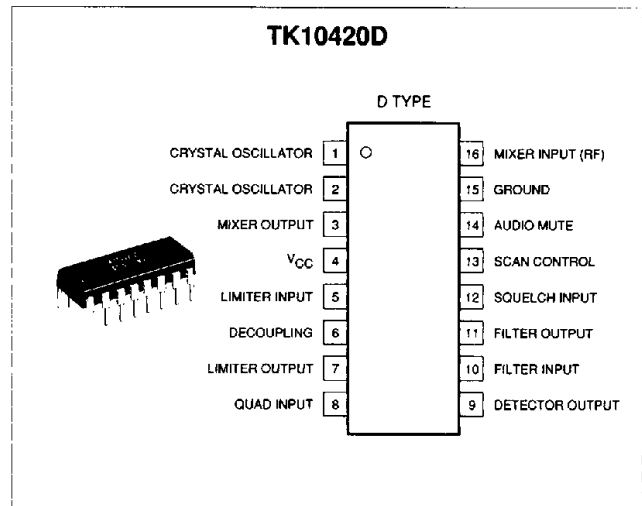 TK10420D
D TYPE
CRYSTAL OSCILLATOR 1 16 MIXER INPUT (RF)
CRYSTAL OSCILLATOR 2 15 GROUND
MIXER OUTPUT 3 14 AUDIO MUTE
VCC 4 13 SCAN CONTROL
LIMITER INPUT 5 12 SQUELCH INPUT
DECOUPLING 6 11 FILTER OUTPUT
LIMITER OUTPUT 7 10 FILTER INPUT
QUAD INPUT 8 9 DETECTOR OUTPUT